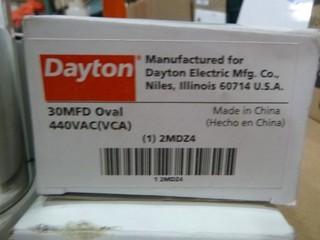 Dayton
Manufactured for
Dayton Electric Mfg. Co.,
Niles, Illinois 60714 U.S.A.
30MFD Oval
440VAC(VCA)
Made in China
(Hecho en China)
(1) 2MDZ4
1 2MDZ4